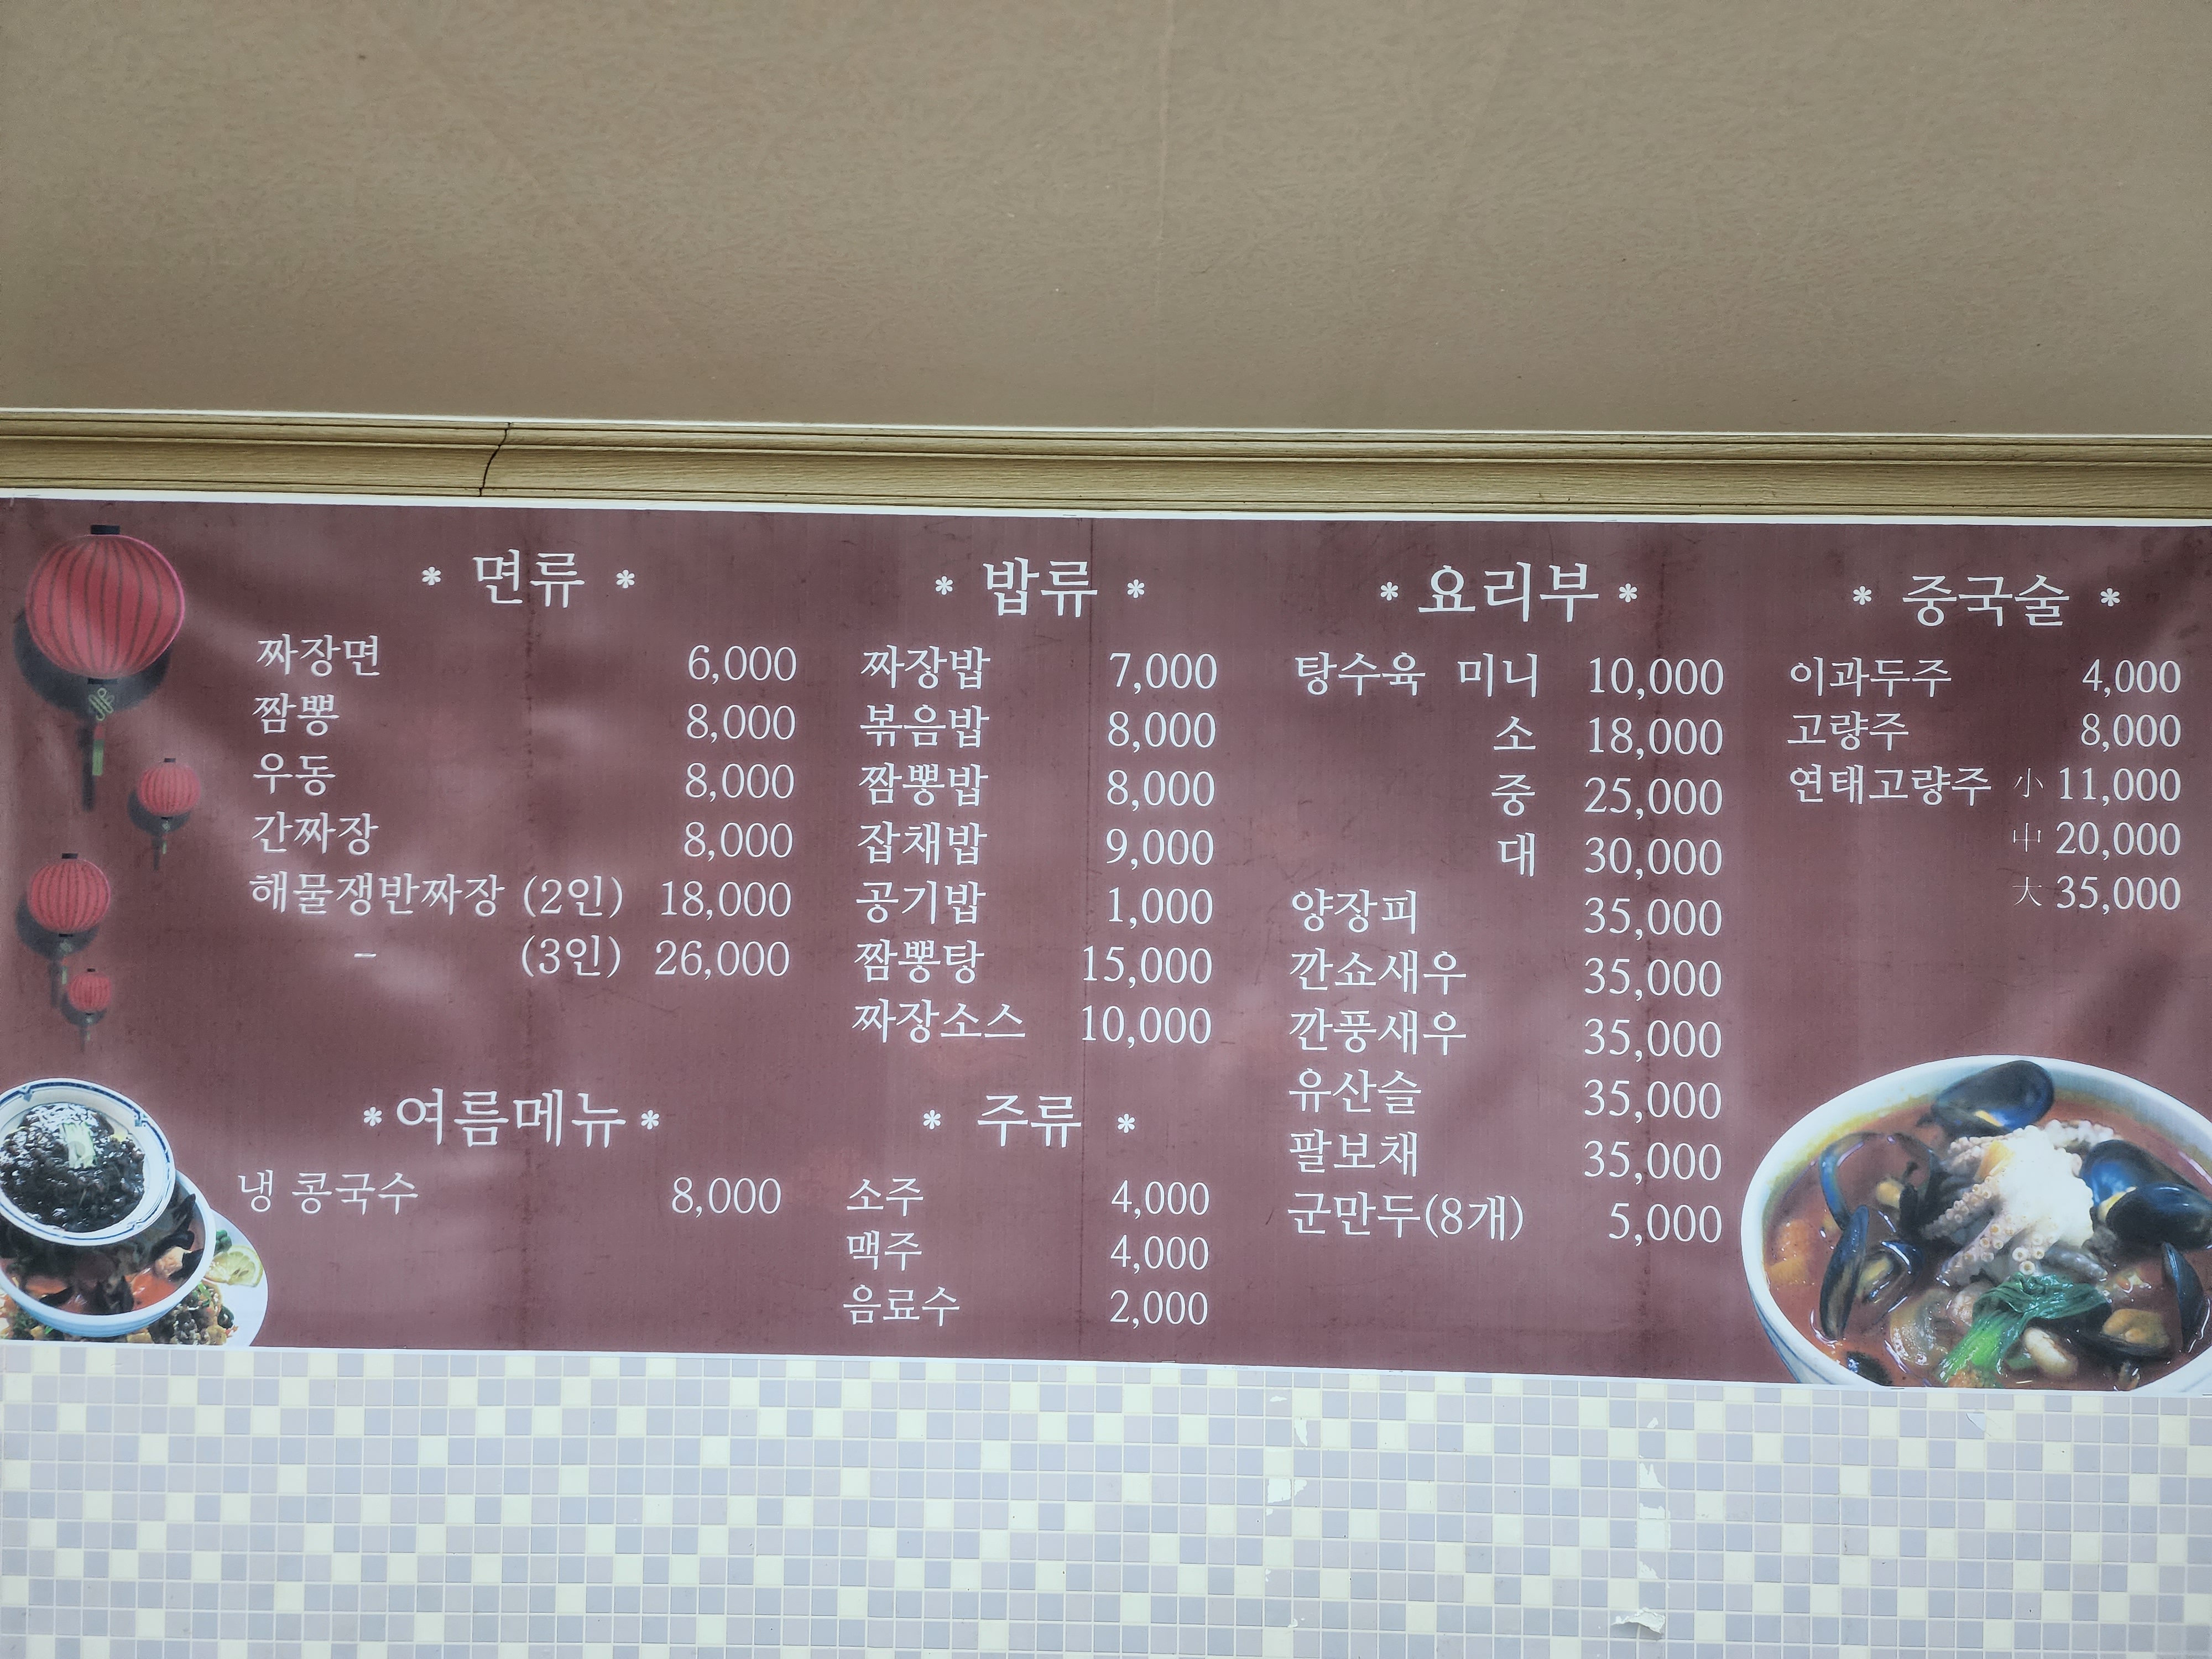 * 면류 *
짜장면 6,000
짬뽕 8,000
우동 8,000
간짜장 8,000
해물쟁반짜장 (2인) 18,000
- (3인) 26,000
* 여름메뉴 *
냉 콩국수 8,000
* 밥류 *
짜장밥 7,000
볶음밥 8,000
짬뽕밥 8,000
잡채밥 9,000
공기밥 1,000
짬뽕탕 15,000
짜장소스 10,000
* 주류 *
소주 4,000
맥주 4,000
음료수 2,000
* 요리부 *
탕수육 미니 10,000
소 18,000
중 25,000
대 30,000
양장피 35,000
깐쇼새우 35,000
깐풍새우 35,000
유산슬 35,000
팔보채 35,000
군만두(8개) 5,000
* 중국술 *
이과두주 4,000
고량주 8,000
연태고량주 小 11,000
中 20,000
大 35,000